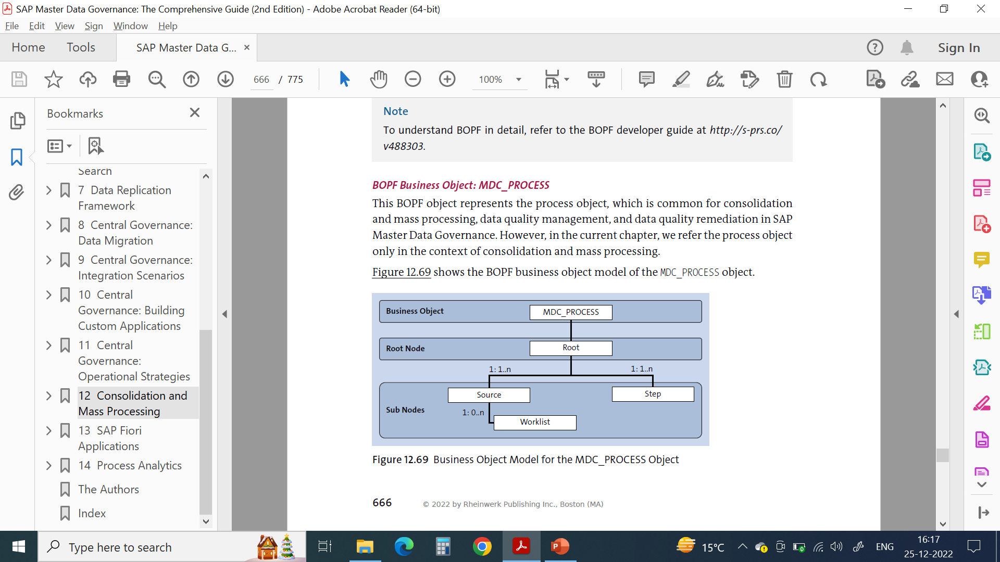 SAP Master Data Governance: The Comprehensive Guide (2nd Edition) - Adobe Acrobat Reader (64-bit)
File Edit View Sign Window Help
Home Tools SAP Master Data G... Sign In
666 / 775 100%
Bookmarks
Search
7 Data Replication
Framework
8 Central Governance:
Data Migration
9 Central Governance:
Integration Scenarios
10 Central
Governance: Building
Custom Applications
11 Central
Governance:
Operational Strategies
12 Consolidation and
Mass Processing
13 SAP Fiori
Applications
14 Process Analytics
The Authors
Index
Note
To understand BOPF in detail, refer to the BOPF developer guide at http://s-prs.co/
v488303.
BOPF Business Object: MDC_PROCESS
This BOPF object represents the process object, which is common for consolidation
and mass processing, data quality management, and data quality remediation in SAP
Master Data Governance. However, in the current chapter, we refer the process object
only in the context of consolidation and mass processing.
Figure 12.69 shows the BOPF business object model of the MDC_PROCESS object.
Business Object MDC_PROCESS
Root Node Root
1: 1..n 1: 1..n
Source Step
Sub Nodes 1: 0..n
Worklist
Figure 12.69 Business Object Model for the MDC_PROCESS Object
666 © 2022 by Rheinwerk Publishing Inc., Boston (MA)
Type here to search
15°C ENG 16:17
25-12-2022